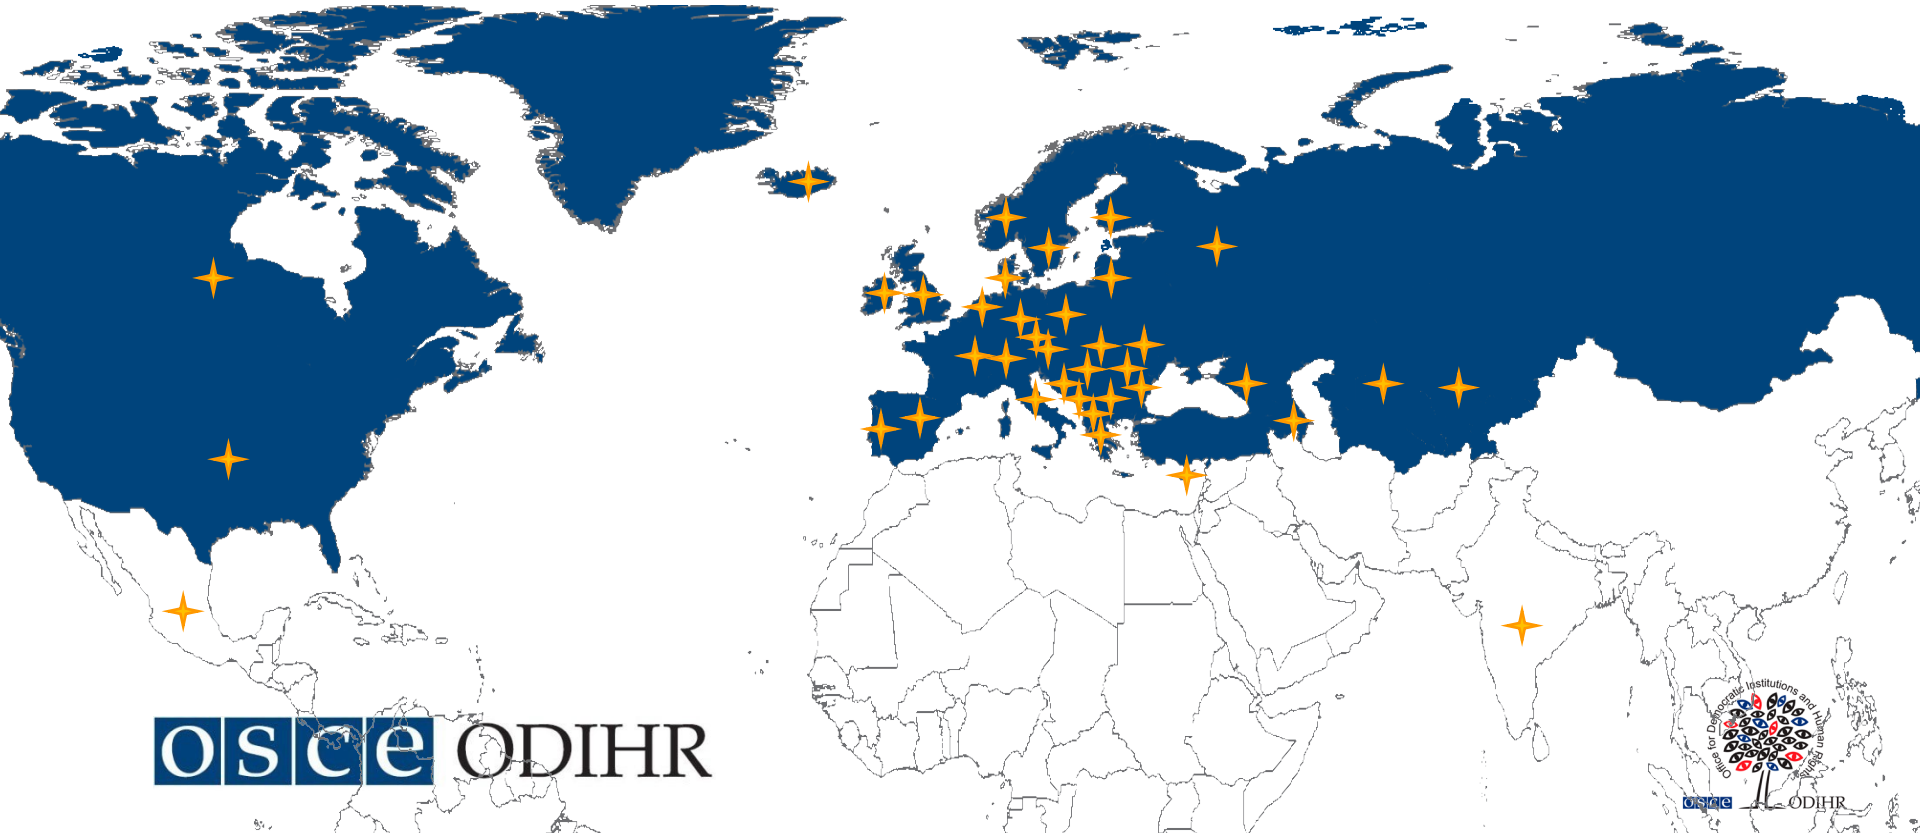 osce ODIHR
Office for Democratic Institutions and Human Rights
osce ODIHR